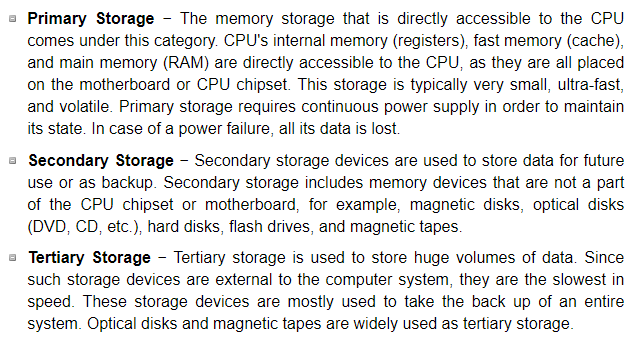 Primary Storage − The memory storage that is directly accessible to the CPU
comes under this category. CPU's internal memory (registers), fast memory (cache),
and main memory (RAM) are directly accessible to the CPU, as they are all placed
on the motherboard or CPU chipset. This storage is typically very small, ultra-fast,
and volatile. Primary storage requires continuous power supply in order to maintain
its state. In case of a power failure, all its data is lost.
Secondary Storage − Secondary storage devices are used to store data for future
use or as backup. Secondary storage includes memory devices that are not a part
of the CPU chipset or motherboard, for example, magnetic disks, optical disks
(DVD, CD, etc.), hard disks, flash drives, and magnetic tapes.
Tertiary Storage − Tertiary storage is used to store huge volumes of data. Since
such storage devices are external to the computer system, they are the slowest in
speed. These storage devices are mostly used to take the back up of an entire
system. Optical disks and magnetic tapes are widely used as tertiary storage.